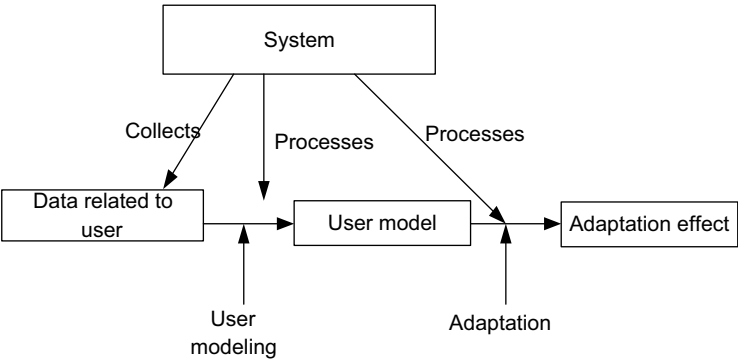 System
Collects
Processes
Processes
Data related to
user
User model
Adaptation effect
User
modeling
Adaptation